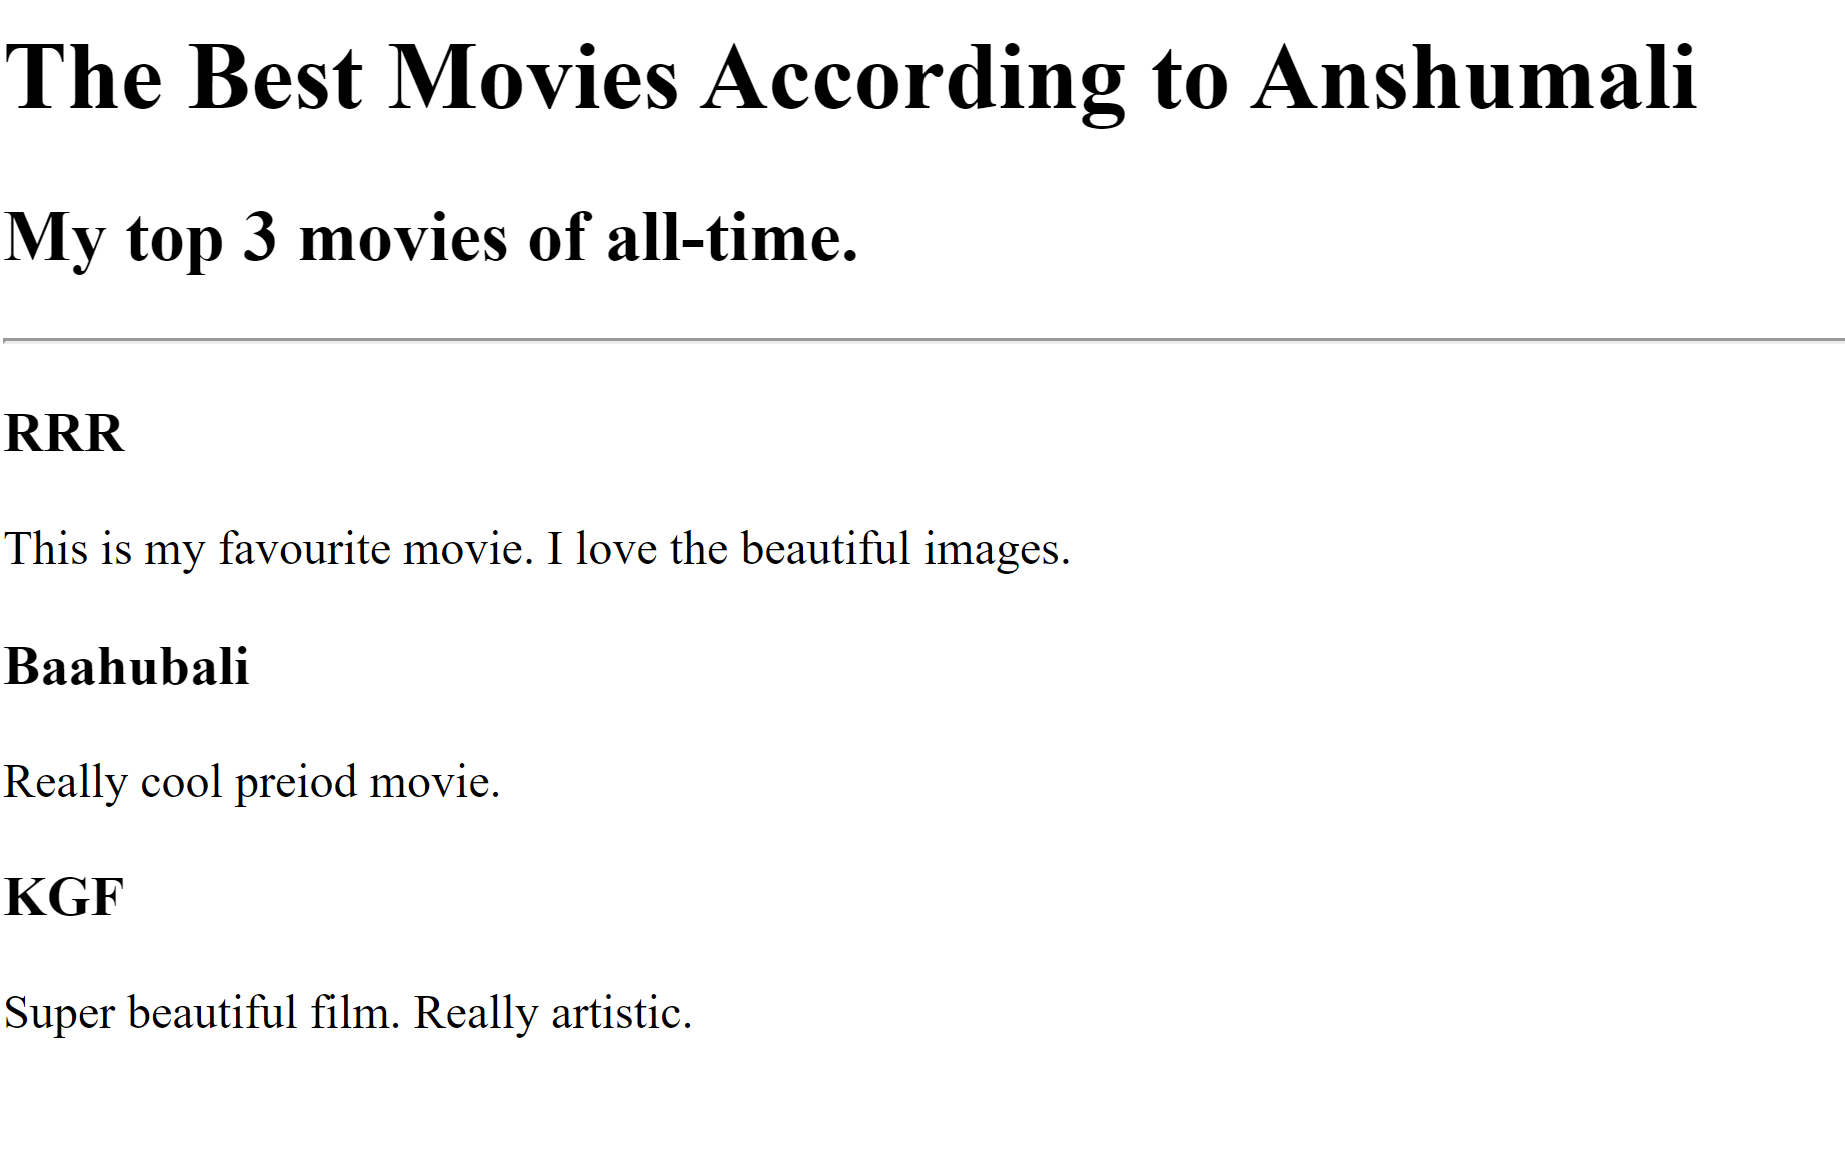 The Best Movies According to Anshumali
My top 3 movies of all-time.
RRR
This is my favourite movie. I love the beautiful images.
Baahubali
Really cool preiod movie.
KGF
Super beautiful film. Really artistic.